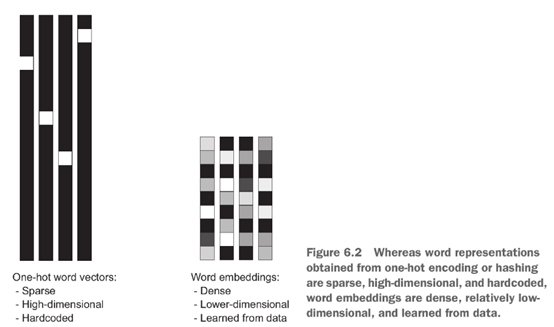 One-hot word vectors:
- Sparse
- High-dimensional
- Hardcoded
Word embeddings:
- Dense
- Lower-dimensional
- Learned from data
Figure 6.2 Whereas word representations
obtained from one-hot encoding or hashing
are sparse, high-dimensional, and hardcoded,
word embeddings are dense, relatively low-
dimensional, and learned from data.